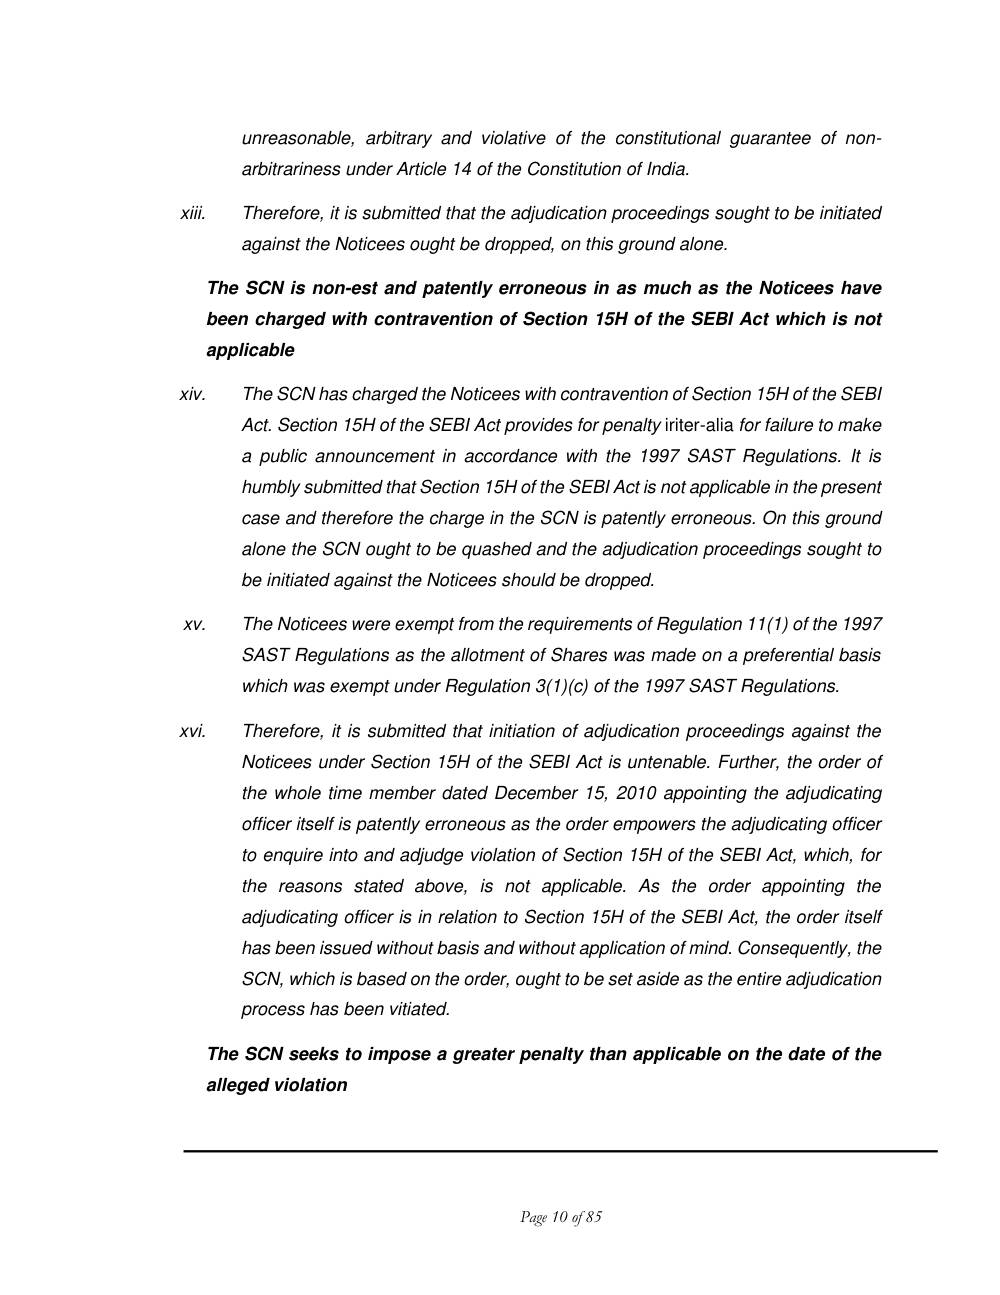 unreasonable, arbitrary and violative of the constitutional guarantee of non-
arbitrariness under Article 14 of the Constitution of India.
xiii. Therefore, it is submitted that the adjudication proceedings sought to be initiated
against the Noticees ought be dropped, on this ground alone.
The SCN is non-est and patently erroneous in as much as the Noticees have
been charged with contravention of Section 15H of the SEBI Act which is not
applicable
xiv. The SCN has charged the Noticees with contravention of Section 15H of the SEBI
Act. Section 15H of the SEBI Act provides for penalty iriter-alia for failure to make
a public announcement in accordance with the 1997 SAST Regulations. It is
humbly submitted that Section 15H of the SEBI Act is not applicable in the present
case and therefore the charge in the SCN is patently erroneous. On this ground
alone the SCN ought to be quashed and the adjudication proceedings sought to
be initiated against the Noticees should be dropped.
xv. The Noticees were exempt from the requirements of Regulation 11(1) of the 1997
SAST Regulations as the allotment of Shares was made on a preferential basis
which was exempt under Regulation 3(1)(c) of the 1997 SAST Regulations.
xvi. Therefore, it is submitted that initiation of adjudication proceedings against the
Noticees under Section 15H of the SEBI Act is untenable. Further, the order of
the whole time member dated December 15, 2010 appointing the adjudicating
officer itself is patently erroneous as the order empowers the adjudicating officer
to enquire into and adjudge violation of Section 15H of the SEBI Act, which, for
the reasons stated above, is not applicable. As the order appointing the
adjudicating officer is in relation to Section 15H of the SEBI Act, the order itself
has been issued without basis and without application of mind. Consequently, the
SCN, which is based on the order, ought to be set aside as the entire adjudication
process has been vitiated.
The SCN seeks to impose a greater penalty than applicable on the date of the
alleged violation
Page 10 of 85